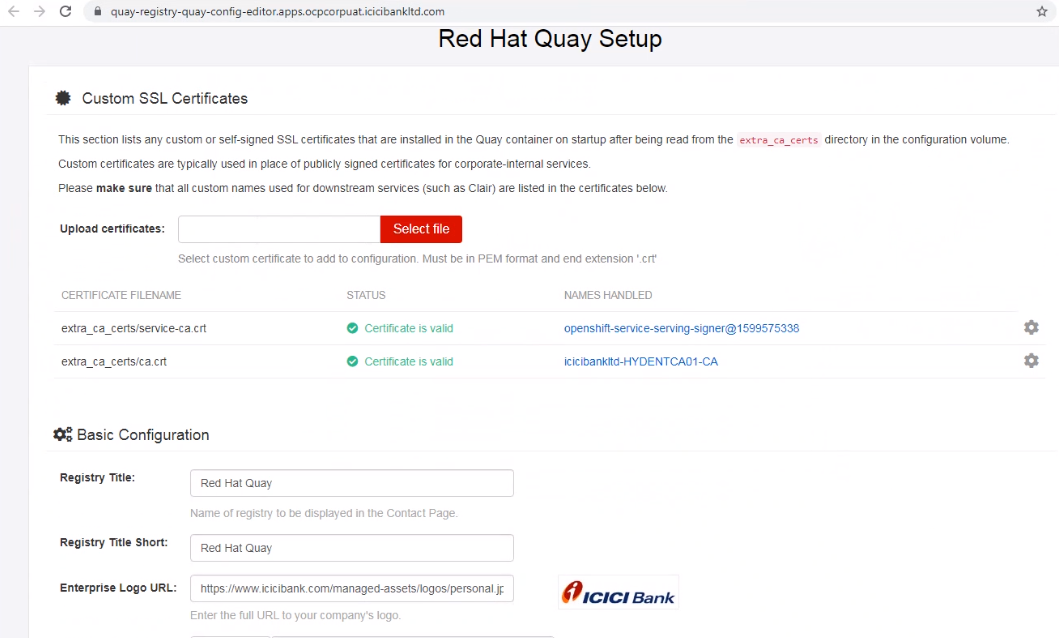 quay-registry-quay-config-editor.apps.ocpcorpuat.icicibankltd.com
Red Hat Quay Setup
Custom SSL Certificates
This section lists any custom or self-signed SSL certificates that are installed in the Quay container on startup after being read from the extra_ca_certs directory in the configuration volume.
Custom certificates are typically used in place of publicly signed certificates for corporate-internal services.
Please make sure that all custom names used for downstream services (such as Clair) are listed in the certificates below.
Upload certificates: Select file
Select custom certificate to add to configuration. Must be in PEM format and end extension '.crt'
CERTIFICATE FILENAME STATUS NAMES HANDLED
extra_ca_certs/service-ca.crt Certificate is valid openshift-service-serving-signer@1599575338
extra_ca_certs/ca.crt Certificate is valid icicibankltd-HYDENTCA01-CA
Basic Configuration
Registry Title: Red Hat Quay
Name of registry to be displayed in the Contact Page.
Registry Title Short: Red Hat Quay
Enterprise Logo URL: https://www.icicibank.com/managed-assets/logos/personal.jp ICICI Bank
Enter the full URL to your company's logo.